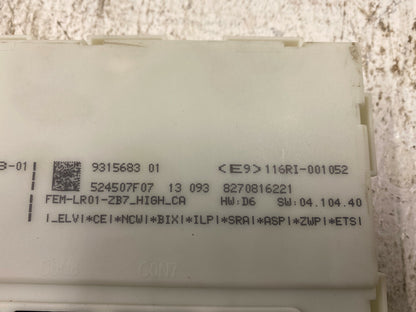 -01
9315683 01 <E9>116RI-001052
524507F07 13 093 8270816221
FEM-LR01-ZB7_HIGH_CA HW:D6 SW:04.104.40
|_ELV|*CE|*NCW|*BIX|*ILP|*SRA|*ASP|*ZWP|*ETS|
CON7